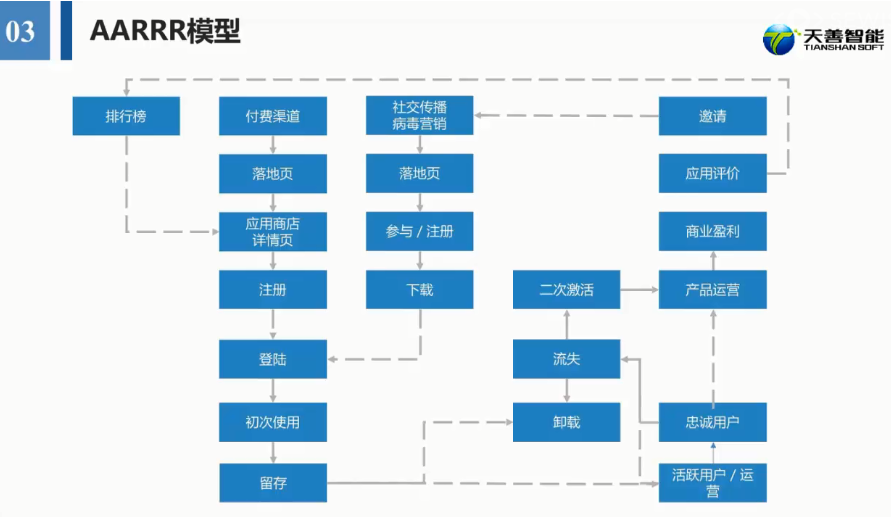 03
AARRR模型
天善智能
TIANSHAN SOFT
排行榜
付费渠道
社交传播
病毒营销
邀请
落地页
落地页
应用评价
应用商店
详情页
参与 / 注册
商业盈利
注册
下载
二次激活
产品运营
登陆
流失
初次使用
卸载
忠诚用户
留存
活跃用户 / 运
营